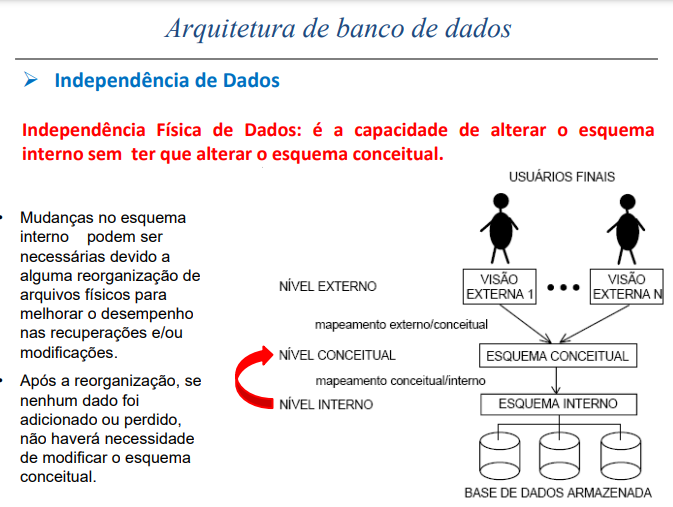 Arquitetura de banco de dados
➢ Independência de Dados
Independência Física de Dados: é a capacidade de alterar o esquema
interno sem ter que alterar o esquema conceitual.
• Mudanças no esquema
interno podem ser
necessárias devido a
alguma reorganização de
arquivos físicos para
melhorar o desempenho
nas recuperações e/ou
modificações.
• Após a reorganização, se
nenhum dado foi
adicionado ou perdido,
não haverá necessidade
de modificar o esquema
conceitual.
USUÁRIOS FINAIS
NÍVEL EXTERNO
VISÃO
EXTERNA 1
VISÃO
EXTERNA N
mapeamento externo/conceitual
NÍVEL CONCEITUAL
ESQUEMA CONCEITUAL
mapeamento conceitual/interno
NÍVEL INTERNO
ESQUEMA INTERNO
BASE DE DADOS ARMAZENADA